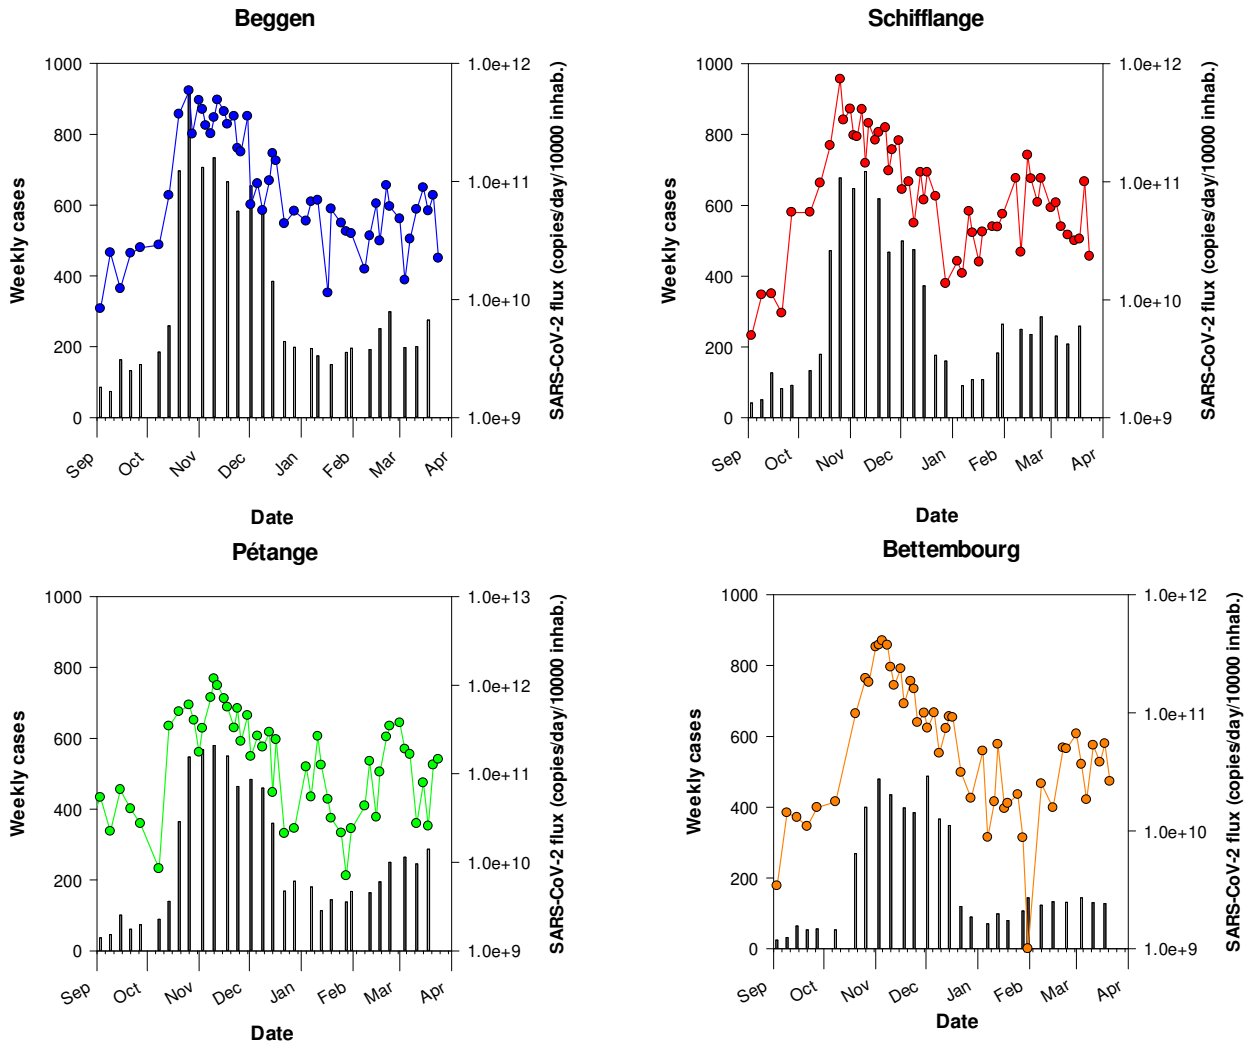 Beggen
1000
800
600
400
200
0
Weekly cases
1.0e+12
1.0e+11
1.0e+10
1.0e+9
SARS-CoV-2 flux (copies/day/10000 inhab.)
Sep Oct Nov Dec Jan Feb Mar Apr
Date
Schifflange
1000
800
600
400
200
0
Weekly cases
1.0e+12
1.0e+11
1.0e+10
1.0e+9
SARS-CoV-2 flux (copies/day/10000 inhab.)
Sep Oct Nov Dec Jan Feb Mar Apr
Date
Pétange
1000
800
600
400
200
0
Weekly cases
1.0e+13
1.0e+12
1.0e+11
1.0e+10
1.0e+9
SARS-CoV-2 flux (copies/day/10000 inhab.)
Sep Oct Nov Dec Jan Feb Mar Apr
Date
Bettembourg
1000
800
600
400
200
0
Weekly cases
1.0e+12
1.0e+11
1.0e+10
1.0e+9
SARS-CoV-2 flux (copies/day/10000 inhab.)
Sep Oct Nov Dec Jan Feb Mar Apr
Date